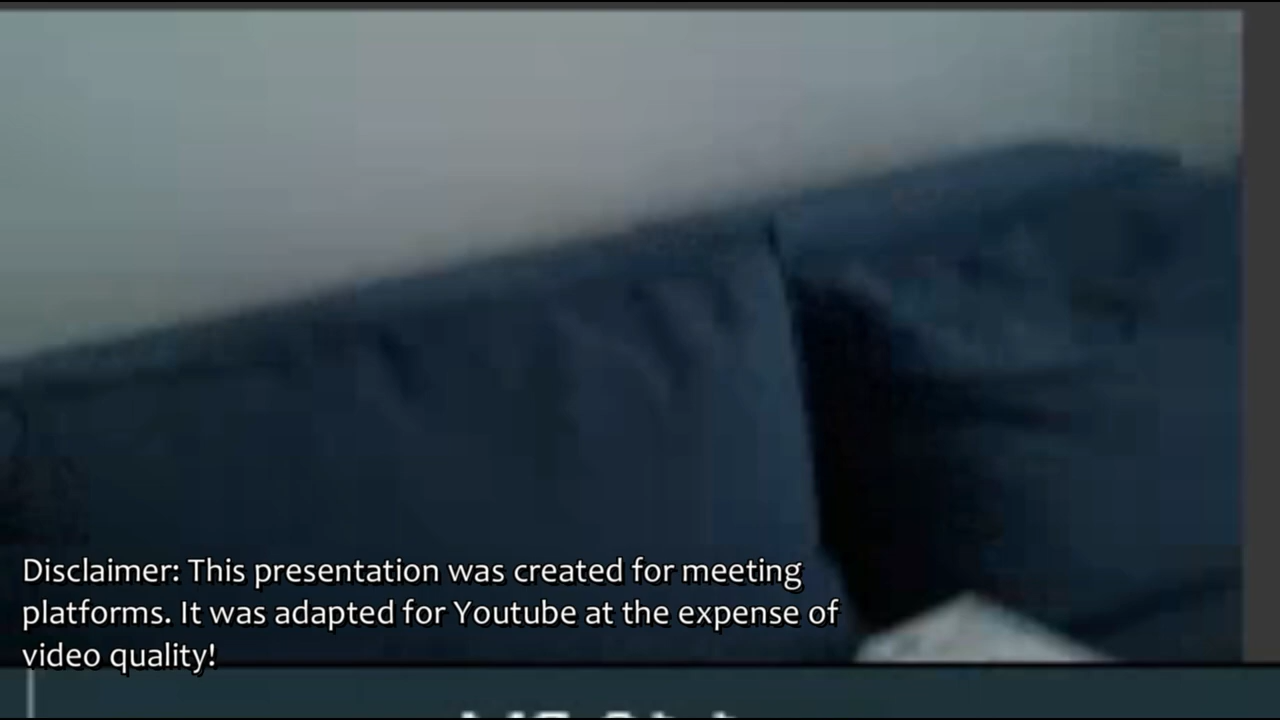 Disclaimer: This presentation was created for meeting
platforms. It was adapted for Youtube at the expense of
video quality!